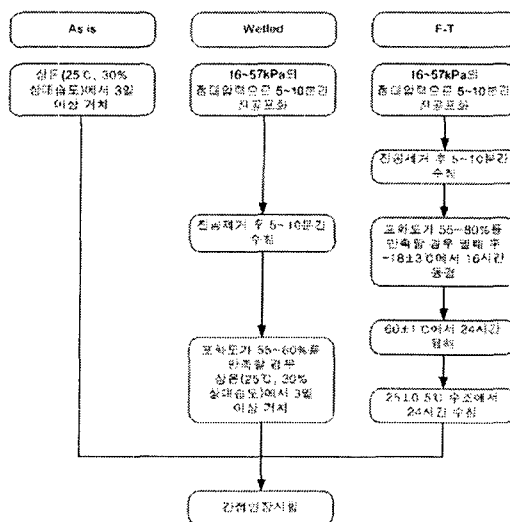 As is
Wetted
F-T
상온(25℃, 30%
상대습도)에서 3일
이상 거치
16~57kPa의
절대압력으로 5~10분간
진공포화
16~57kPa의
절대압력으로 5~10분간
진공포화
진공제거 후 5~10분간
수침
진공제거 후 5~10분간
수침
포화도가 55~80%를
만족할 경우 밀폐 후
-18±3℃에서 16시간
동결
60±1℃에서 24시간
포화도가 55~80%를
만족할 경우
상온(25℃, 30%
상대습도)에서 3일
이상 거치
25±0.5℃ 수조에서
24시간 수침
간접인장시험